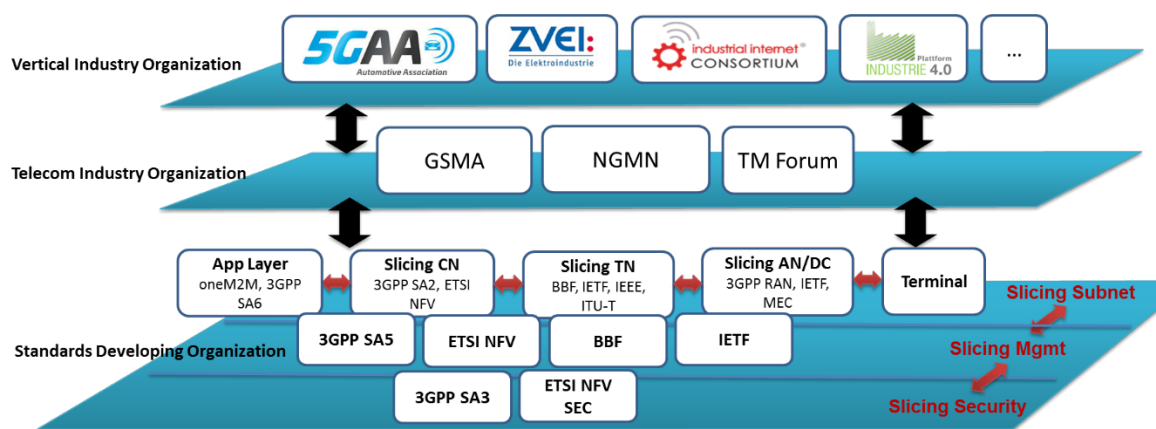 Vertical Industry Organization
5GAA
Automotive Association
ZVEI:
Die Elektroindustrie
industrial internet®
CONSORTIUM
Plattform
INDUSTRIE 4.0
...
Telecom Industry Organization
GSMA
NGMN
TM Forum
App Layer
oneM2M, 3GPP
SA6
Slicing CN
3GPP SA2, ETSI
NFV
Slicing TN
BBF, IETF, IEEE,
ITU-T
Slicing AN/DC
3GPP RAN, IETF,
MEC
Terminal
Slicing Subnet
Standards Developing Organization
3GPP SA5
ETSI NFV
BBF
IETF
Slicing Mgmt
3GPP SA3
ETSI NFV
SEC
Slicing Security